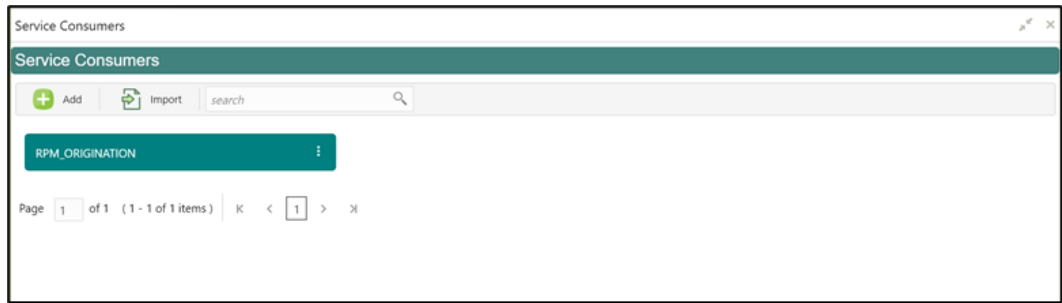 Service Consumers
Service Consumers
Add Import search
RPM_ORIGINATION
Page 1 of 1 ( 1 - 1 of 1 items ) 1